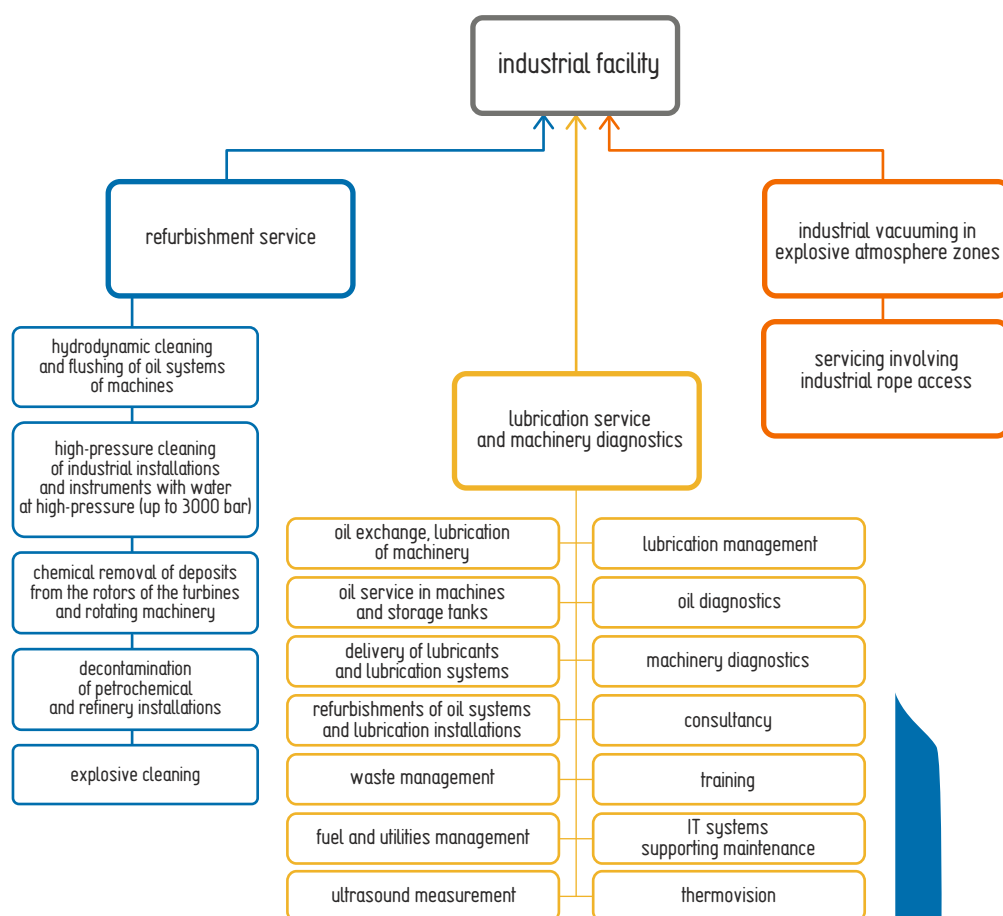 industrial facility
refurbishment service
hydrodynamic cleaning
and flushing of oil systems
of machines
high-pressure cleaning
of industrial installations
and instruments with water
at high-pressure (up to 3000 bar)
chemical removal of deposits
from the rotors of the turbines
and rotating machinery
decontamination
of petrochemical
and refinery installations
explosive cleaning
lubrication service
and machinery diagnostics
oil exchange, lubrication
of machinery
lubrication management
oil service in machines
and storage tanks
oil diagnostics
delivery of lubricants
and lubrication systems
machinery diagnostics
refurbishments of oil systems
and lubrication installations
consultancy
waste management
training
fuel and utilities management
IT systems
supporting maintenance
ultrasound measurement
thermovision
industrial vacuuming in
explosive atmosphere zones
servicing involving
industrial rope access